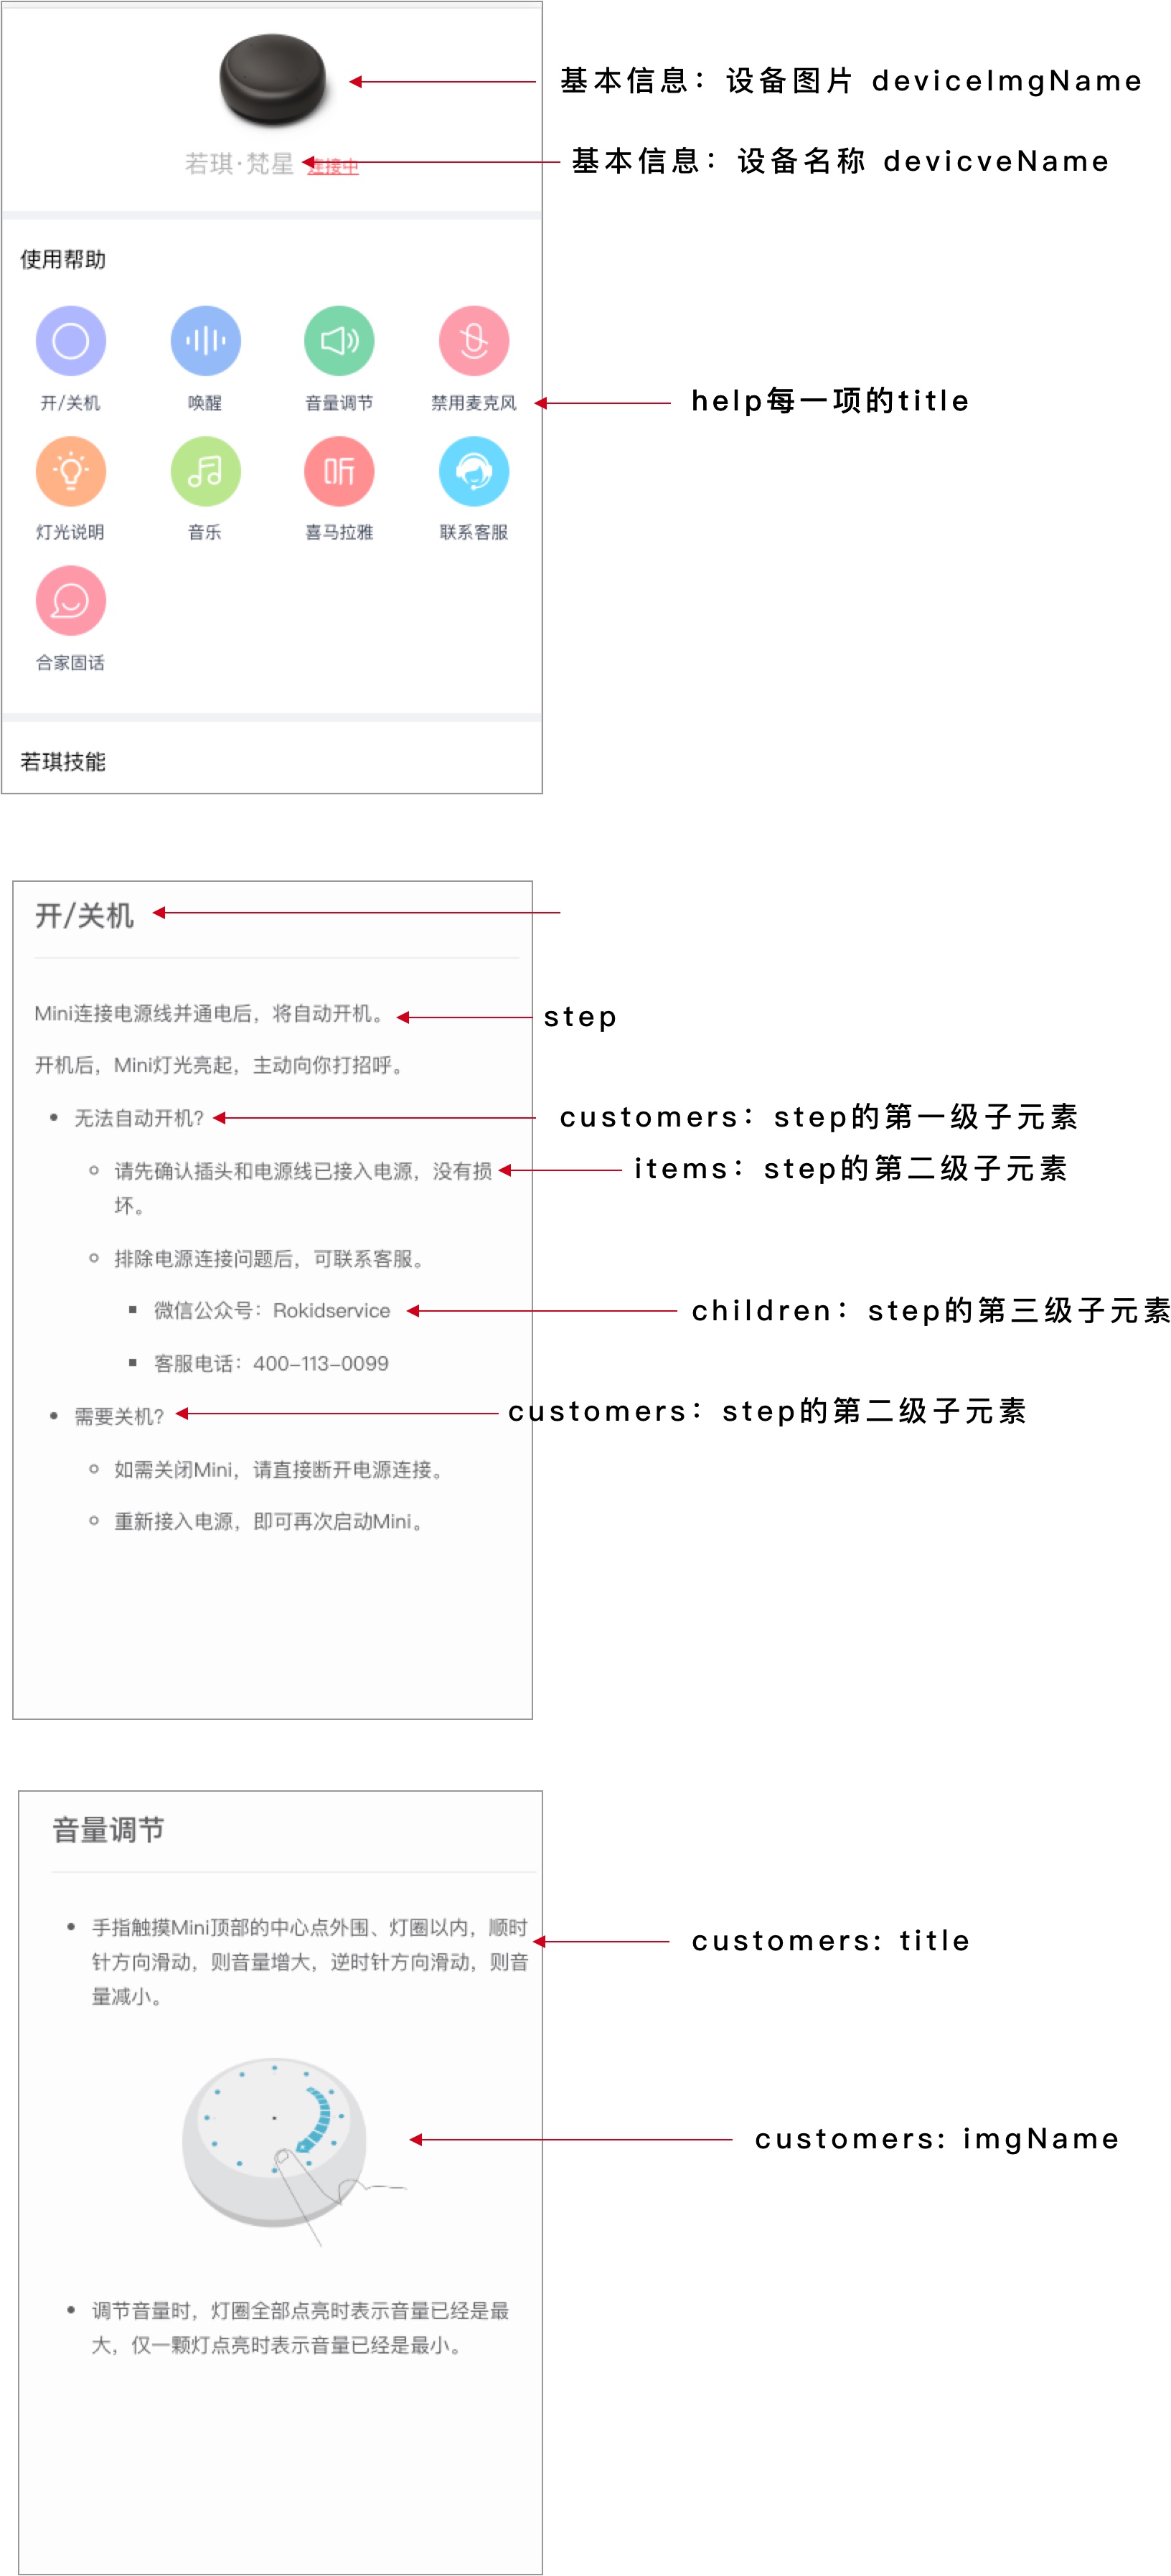 基本信息：设备图片 deviceImgName
若琪·梵星 连接中 基本信息：设备名称 devicveName
使用帮助
开/关机 唤醒 音量调节 禁用麦克风 help每一项的title
听
灯光说明 音乐 喜马拉雅 联系客服
合家固话
若琪技能
开/关机
Mini连接电源线并通电后，将自动开机。 step
开机后，Mini灯光亮起，主动向你打招呼。
无法自动开机？ customers：step的第一级子元素
请先确认插头和电源线已接入电源，没有损 items：step的第二级子元素
坏。
排除电源连接问题后，可联系客服。
微信公众号：Rokidservice children：step的第三级子元素
客服电话：400-113-0099
需要关机？ customers：step的第二级子元素
如需关闭Mini，请直接断开电源连接。
重新接入电源，即可再次启动Mini。
音量调节
手指触摸Mini顶部的中心点外围、灯圈以内，顺时 customers: title
针方向滑动，则音量增大，逆时针方向滑动，则音
量减小。
customers: imgName
调节音量时，灯圈全部点亮时表示音量已经是最
大，仅一颗灯点亮时表示音量已经是最小。